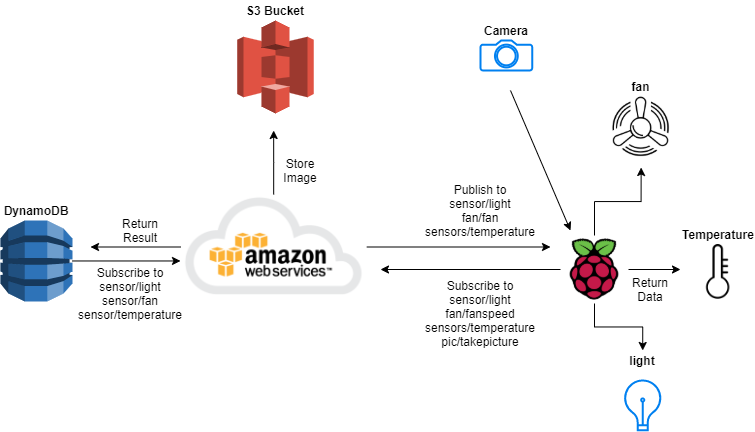 S3 Bucket
Camera
fan
Store
Image
DynamoDB
Return
Result
Subscribe to
sensor/light
sensor/fan
sensor/temperature
amazon
webservices™
Publish to
sensor/light
fan/fan
sensors/temperature
Subscribe to
sensor/light
fan/fanspeed
sensors/temperature
pic/takepicture
Temperature
Return
Data
light